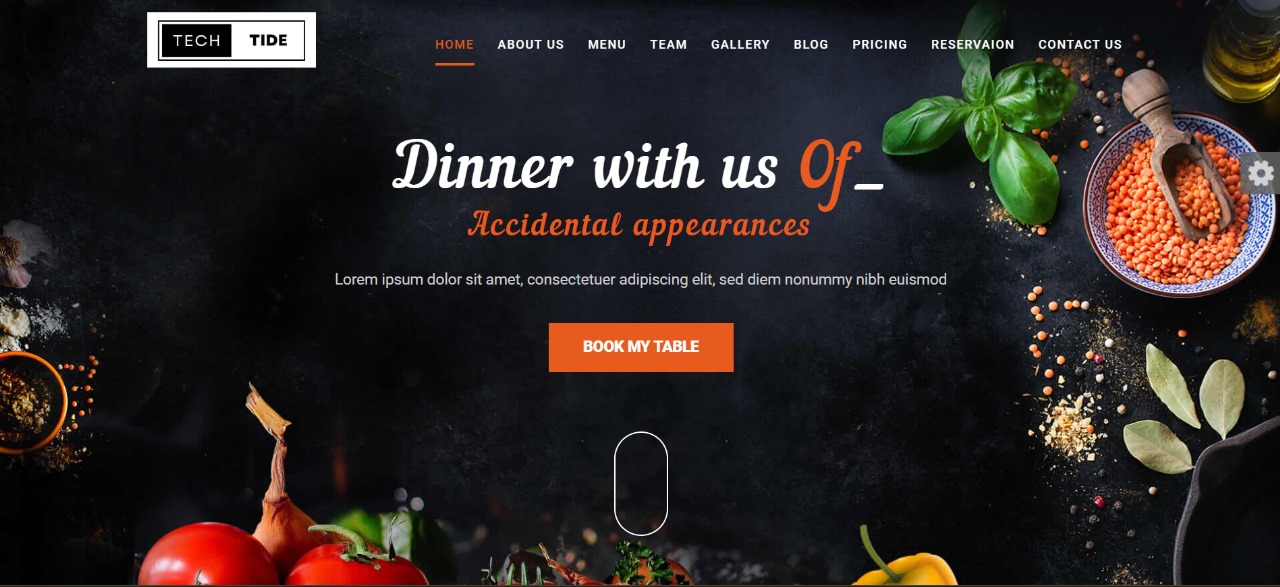 TECH TIDE
HOME ABOUT US MENU TEAM GALLERY BLOG PRICING RESERVAION CONTACT US
Dinner with us Of_
Accidental appearances
Lorem ipsum dolor sit amet, consectetuer adipiscing elit, sed diem nonummy nibh euismod
BOOK MY TABLE